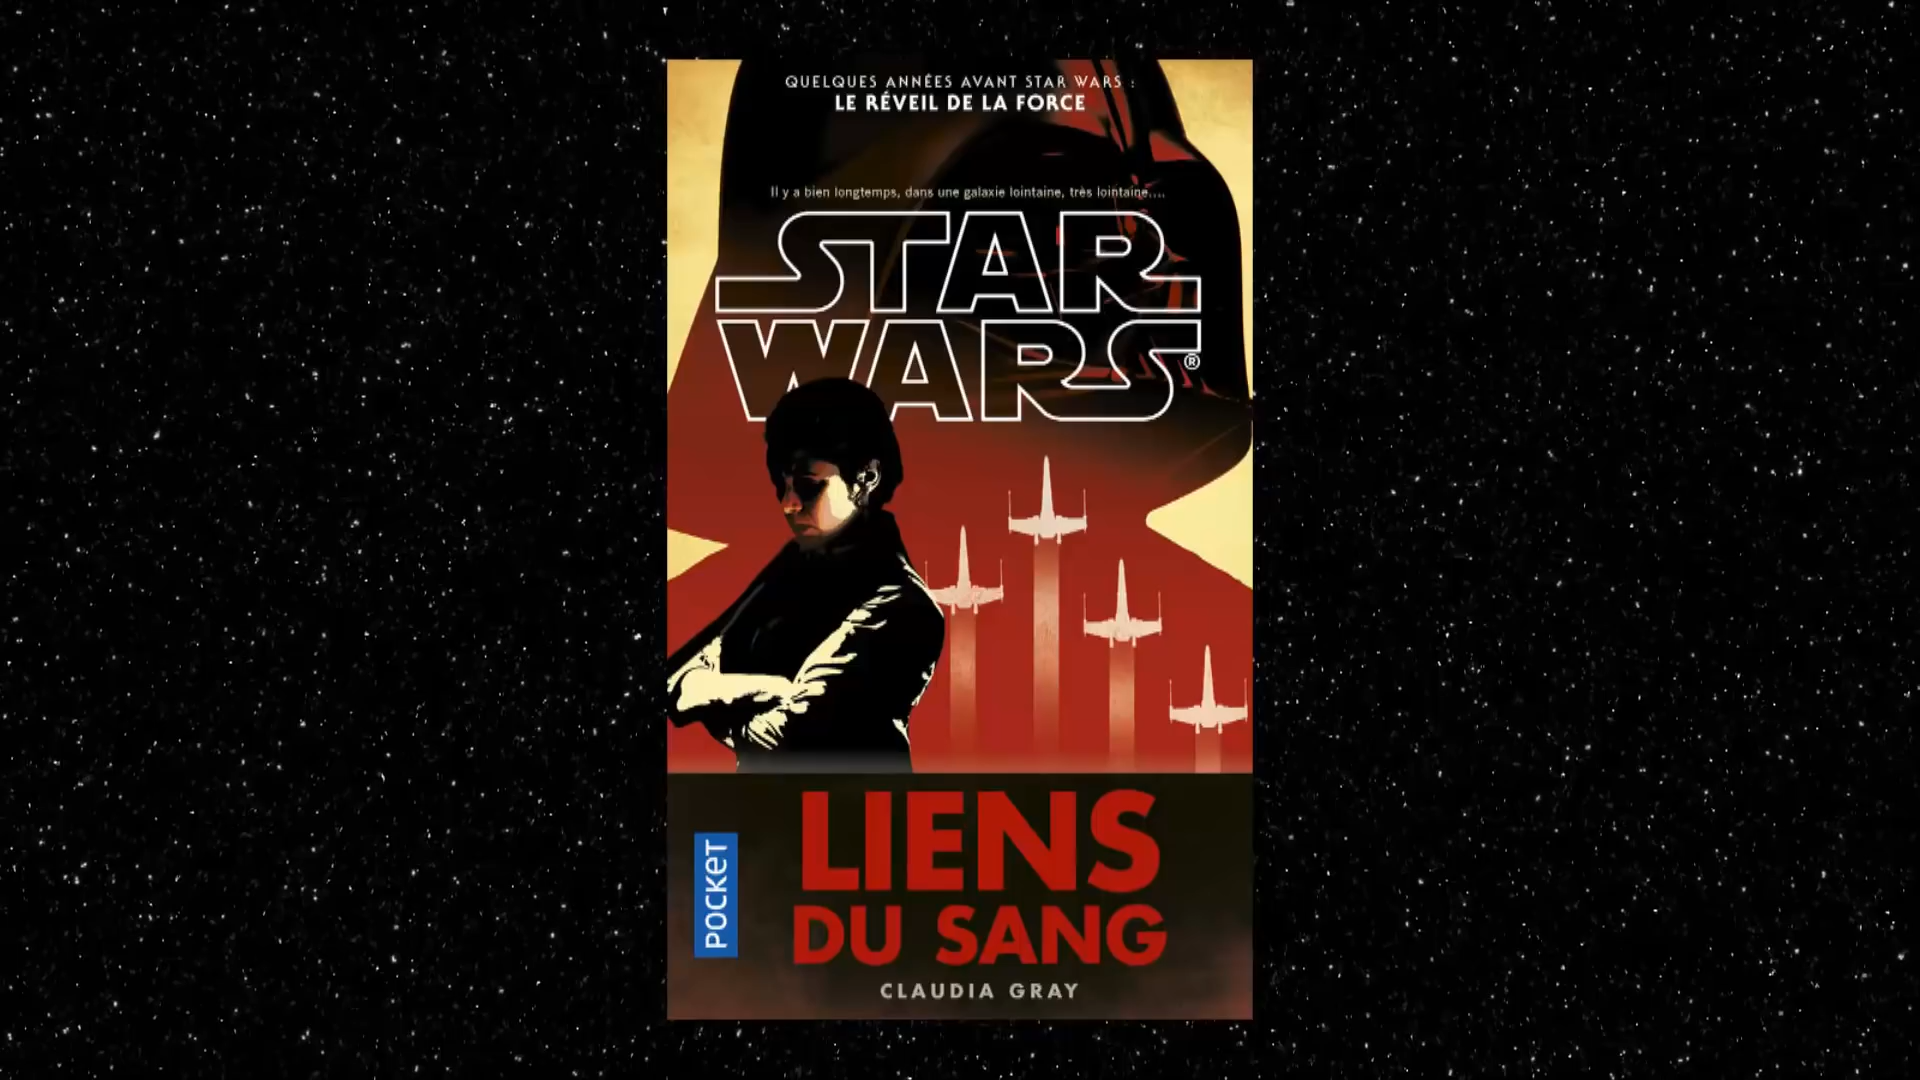 QUELQUES ANNÉES AVANT STAR WARS :
LE RÉVEIL DE LA FORCE
Il y a bien longtemps, dans une galaxie lointaine, très lointaine....
STAR
WARS®
LIENS
DU SANG
POCKET
CLAUDIA GRAY